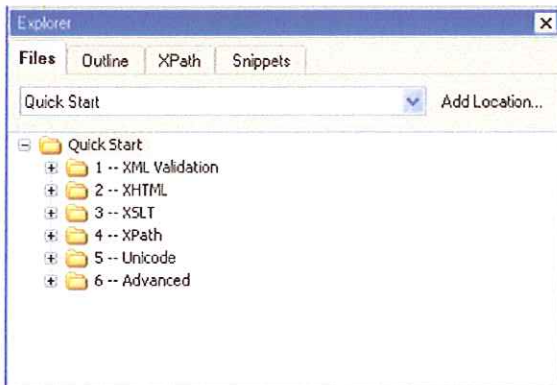 Explorer
Files Outline XPath Snippets
Quick Start Add Location...
Quick Start
1 -- XML Validation
2 -- XHTML
3 -- XSLT
4 -- XPath
5 -- Unicode
6 -- Advanced